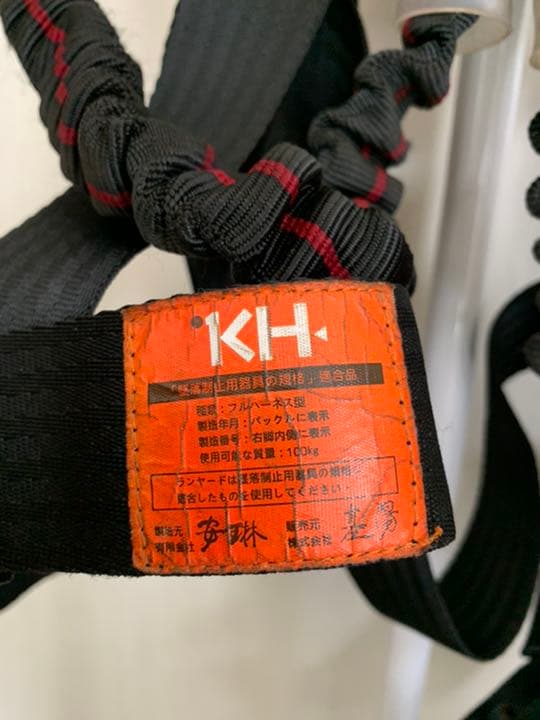 KH
「墜落制止用器具の規格」適合品
種類：フルハーネス型
製造年月：バックルに表示
製造番号：右脚内側に表示
使用可能な質量：100kg
ランヤードは墜落制止用器具の規格に
適合したものを使用してください。
製造元
有限会社
販売元
株式会社